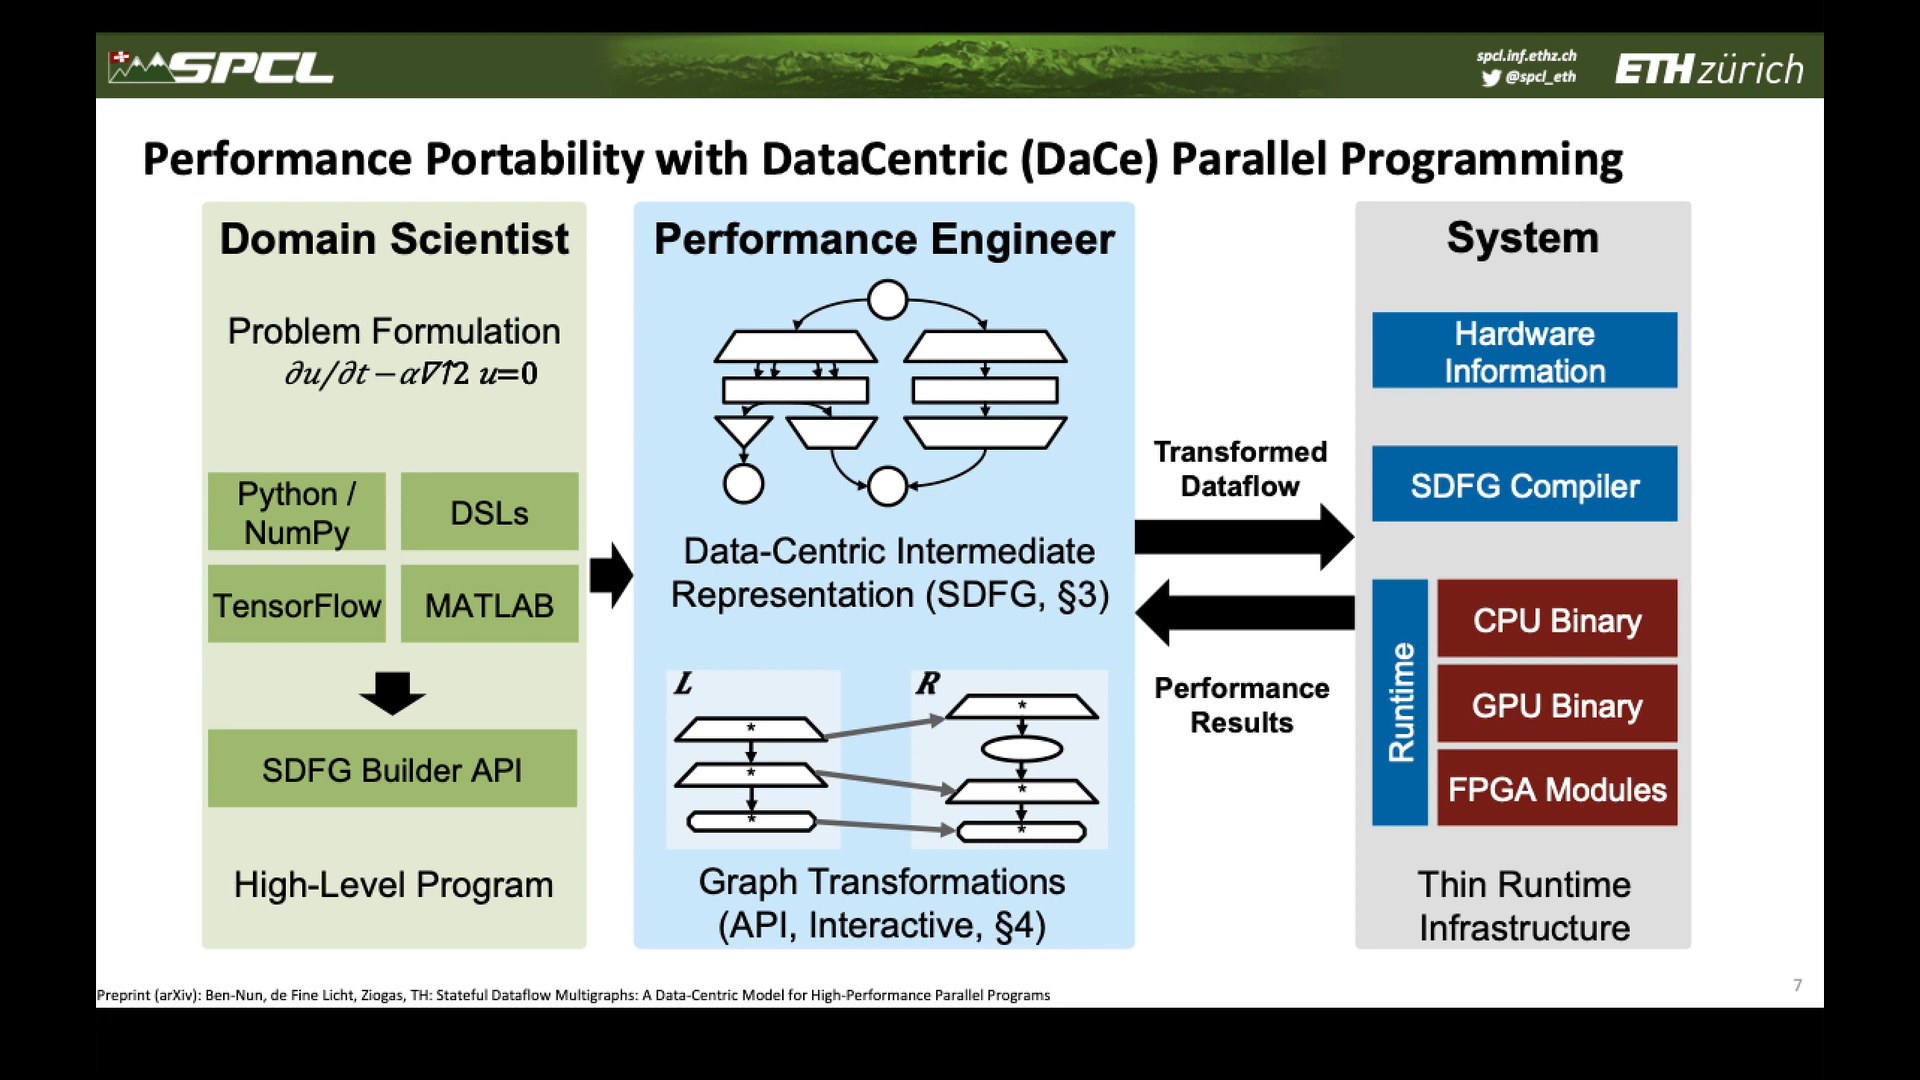 SPCL
spcl.inf.ethz.ch
@spcl_eth
ETH zürich
Performance Portability with DataCentric (DaCe) Parallel Programming
Domain Scientist
Problem Formulation
∂u/∂t − α∇↑2 u=0
Python /
NumPy
DSLs
TensorFlow
MATLAB
SDFG Builder API
High-Level Program
Performance Engineer
Data-Centric Intermediate
Representation (SDFG, §3)
L
R
*
*
*
*
*
*
Graph Transformations
(API, Interactive, §4)
Transformed
Dataflow
Performance
Results
System
Hardware
Information
SDFG Compiler
Runtime
CPU Binary
GPU Binary
FPGA Modules
Thin Runtime
Infrastructure
Preprint (arXiv): Ben-Nun, de Fine Licht, Ziogas, TH: Stateful Dataflow Multigraphs: A Data-Centric Model for High-Performance Parallel Programs
7